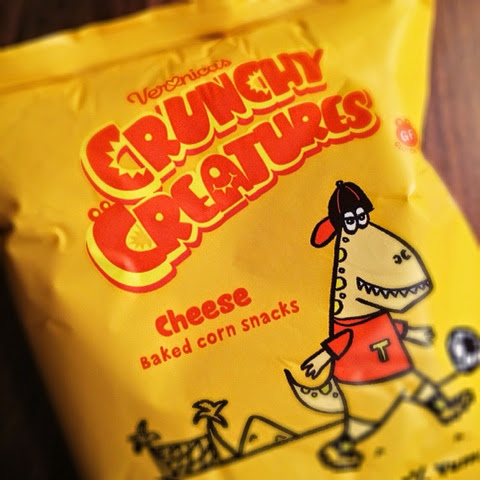 Veronica's
CRUNCHY
CREATURES
GF
Cheese
Baked corn snacks
T